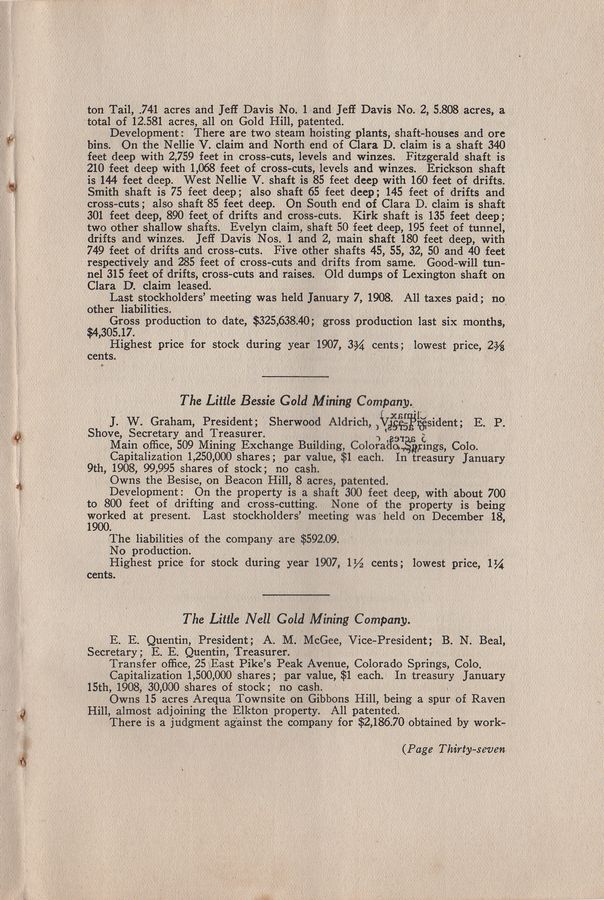 ton Tail, .741 acres and Jeff Davis No. 1 and Jeff Davis No. 2, 5.808 acres, a
total of 12.581 acres, all on Gold Hill, patented.
Development: There are two steam hoisting plants, shaft-houses and ore
bins. On the Nellie V. claim and North end of Clara D. claim is a shaft 340
feet deep with 2,759 feet in cross-cuts, levels and winzes. Fitzgerald shaft is
210 feet deep with 1,068 feet of cross-cuts, levels and winzes. Erickson shaft
is 144 feet deep. West Nellie V. shaft is 85 feet deep with 160 feet of drifts.
Smith shaft is 75 feet deep; also shaft 65 feet deep; 145 feet of drifts and
cross-cuts; also shaft 85 feet deep. On South end of Clara D. claim is shaft
301 feet deep, 890 feet of drifts and cross-cuts. Kirk shaft is 135 feet deep;
two other shallow shafts. Evelyn claim, shaft 50 feet deep, 195 feet of tunnel,
drifts and winzes. Jeff Davis Nos. 1 and 2, main shaft 180 feet deep, with
749 feet of drifts and cross-cuts. Five other shafts 45, 55, 32, 50 and 40 feet
respectively and 285 feet of cross-cuts and drifts from same. Good-will tun-
nel 315 feet of drifts, cross-cuts and raises. Old dumps of Lexington shaft on
Clara D. claim leased.
Last stockholders' meeting was held January 7, 1908. All taxes paid; no
other liabilities.
Gross production to date, $325,638.40; gross production last six months,
$4,305.17.
Highest price for stock during year 1907, 3¾ cents; lowest price, 2⅜
cents.
The Little Bessie Gold Mining Company.
J. W. Graham, President; Sherwood Aldrich, Vice-President; E. P.
Shove, Secretary and Treasurer.
Main office, 509 Mining Exchange Building, Colorado Springs, Colo.
Capitalization 1,250,000 shares; par value, $1 each. In treasury January
9th, 1908, 99,995 shares of stock; no cash.
Owns the Besise, on Beacon Hill, 8 acres, patented.
Development: On the property is a shaft 300 feet deep, with about 700
to 800 feet of drifting and cross-cutting. None of the property is being
worked at present. Last stockholders' meeting was held on December 18,
1900.
The liabilities of the company are $592.09.
No production.
Highest price for stock during year 1907, 1½ cents; lowest price, 1¼
cents.
The Little Nell Gold Mining Company.
E. E. Quentin, President; A. M. McGee, Vice-President; B. N. Beal,
Secretary; E. E. Quentin, Treasurer.
Transfer office, 25 East Pike's Peak Avenue, Colorado Springs, Colo.
Capitalization 1,500,000 shares; par value, $1 each. In treasury January
15th, 1908, 30,000 shares of stock; no cash.
Owns 15 acres Arequa Townsite on Gibbons Hill, being a spur of Raven
Hill, almost adjoining the Elkton property. All patented.
There is a judgment against the company for $2,186.70 obtained by work-
(Page Thirty-seven